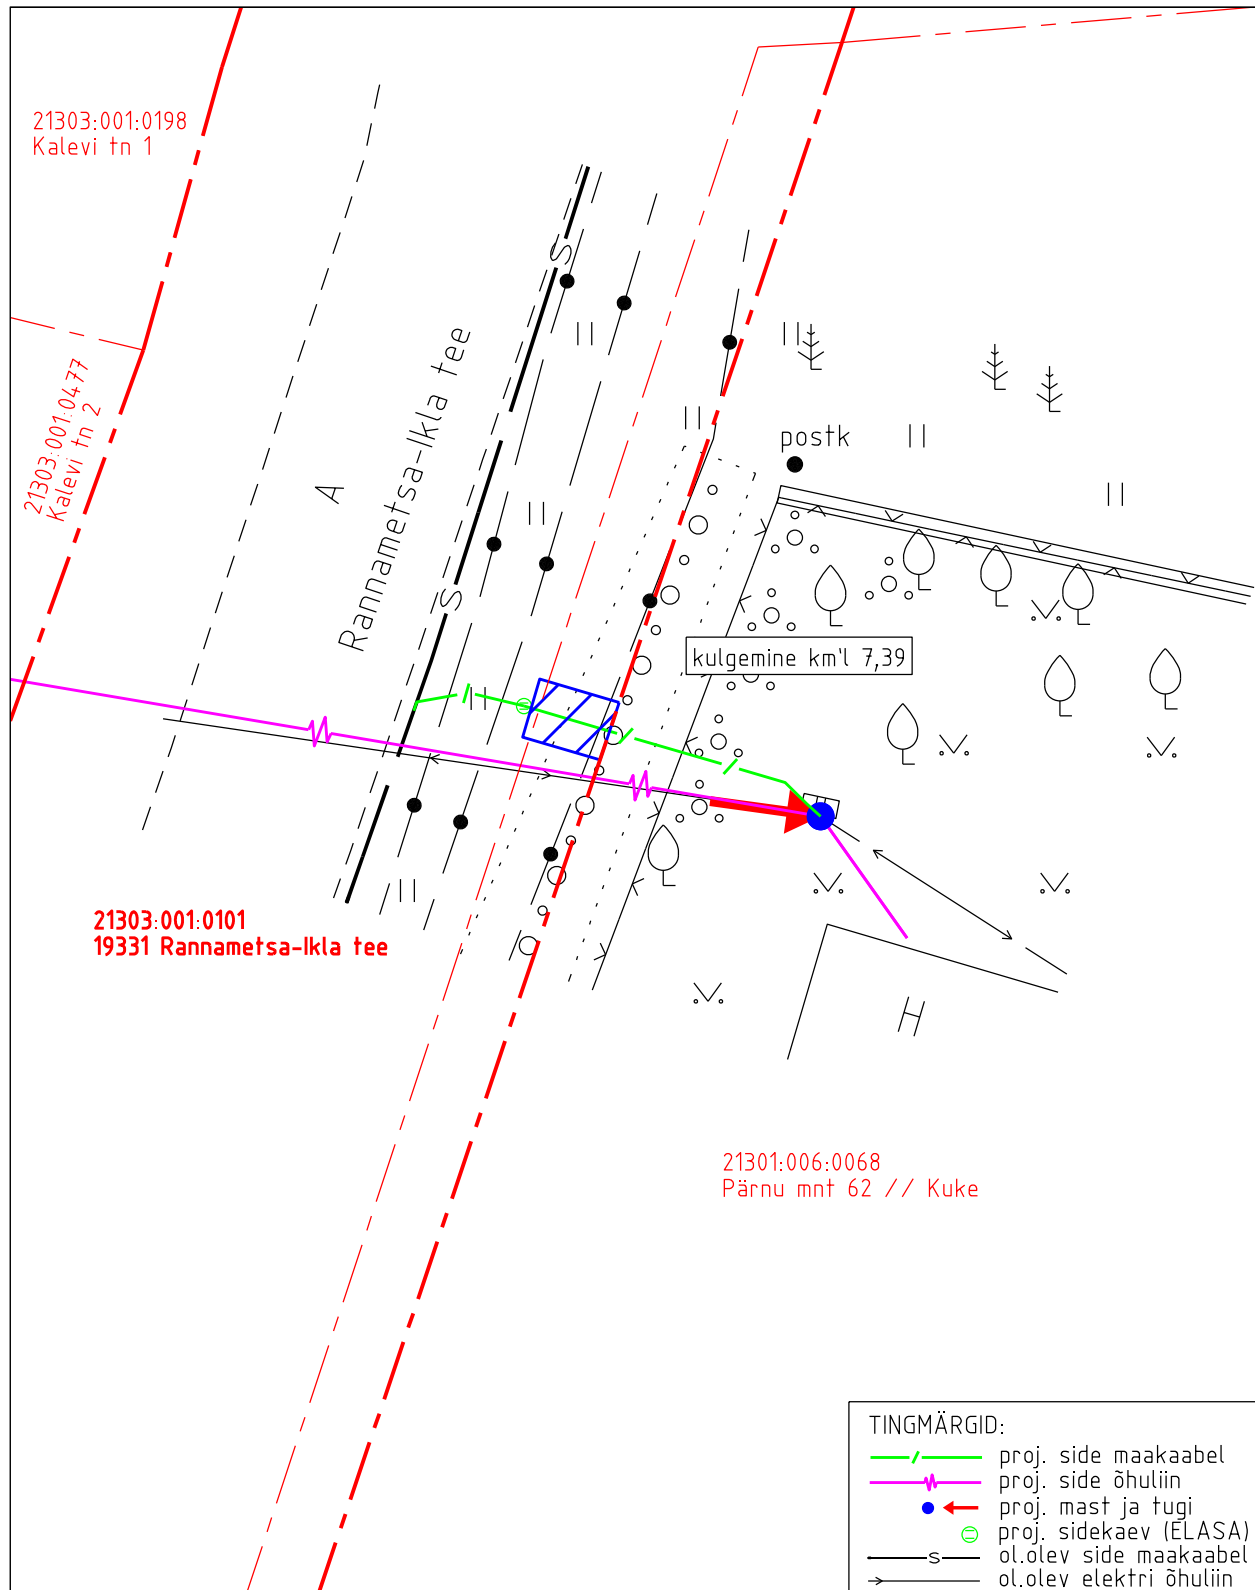 21303:001:0198
Kalevi tn 1
21303:001:0477
Kalevi tn 2
Rannametsa-Ikla tee
A
S
S
postk
kulgemine km'l 7,39
21303:001:0101
19331 Rannametsa-Ikla tee
H
21301:006:0068
Pärnu mnt 62 // Kuke
TINGMÄRGID:
proj. side maakaabel
proj. side õhuliin
proj. mast ja tugi
proj. sidekaev (ELASA)
S ol.olev side maakaabel
ol.olev elektri õhuliin